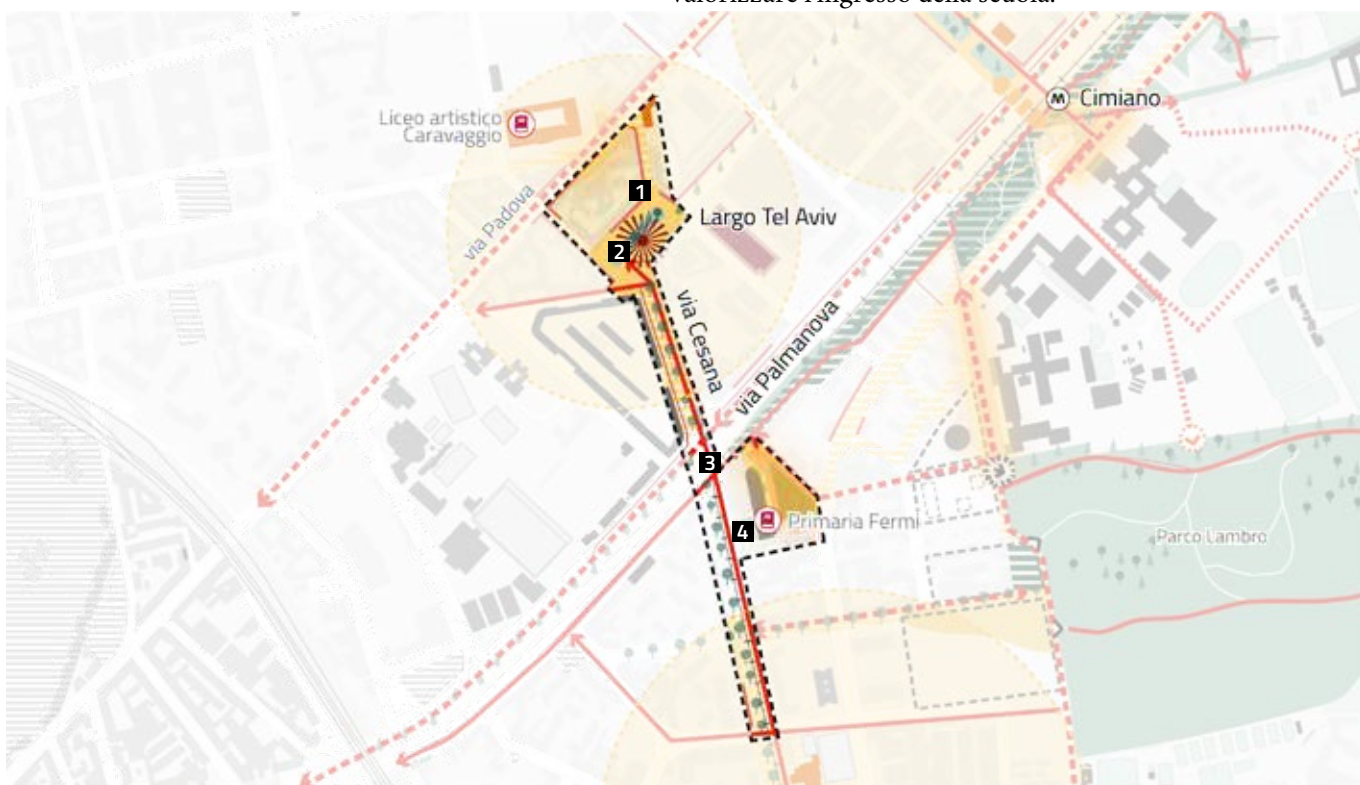 valorizzare l'ingresso della scuola.
M Cimiano
Liceo artistico
Caravaggio
via Padova
1
Largo Tel Aviv
2
via Cesana
via Palmanova
3
4
Primaria Fermi
Parco Lambro